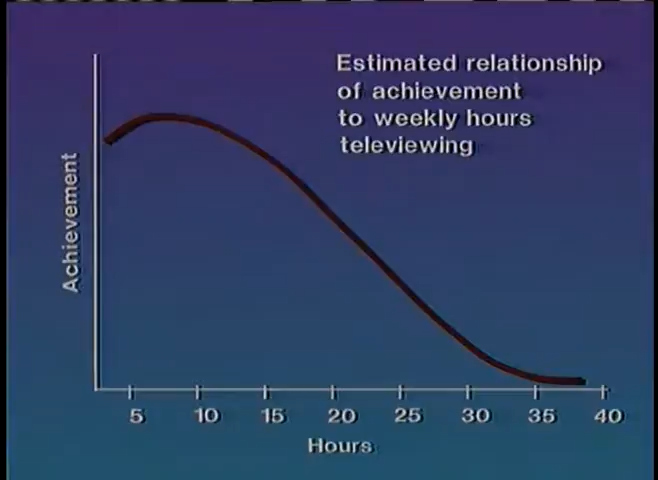 Estimated relationship
of achievement
to weekly hours
televiewing
Achievement
5 10 15 20 25 30 35 40
Hours